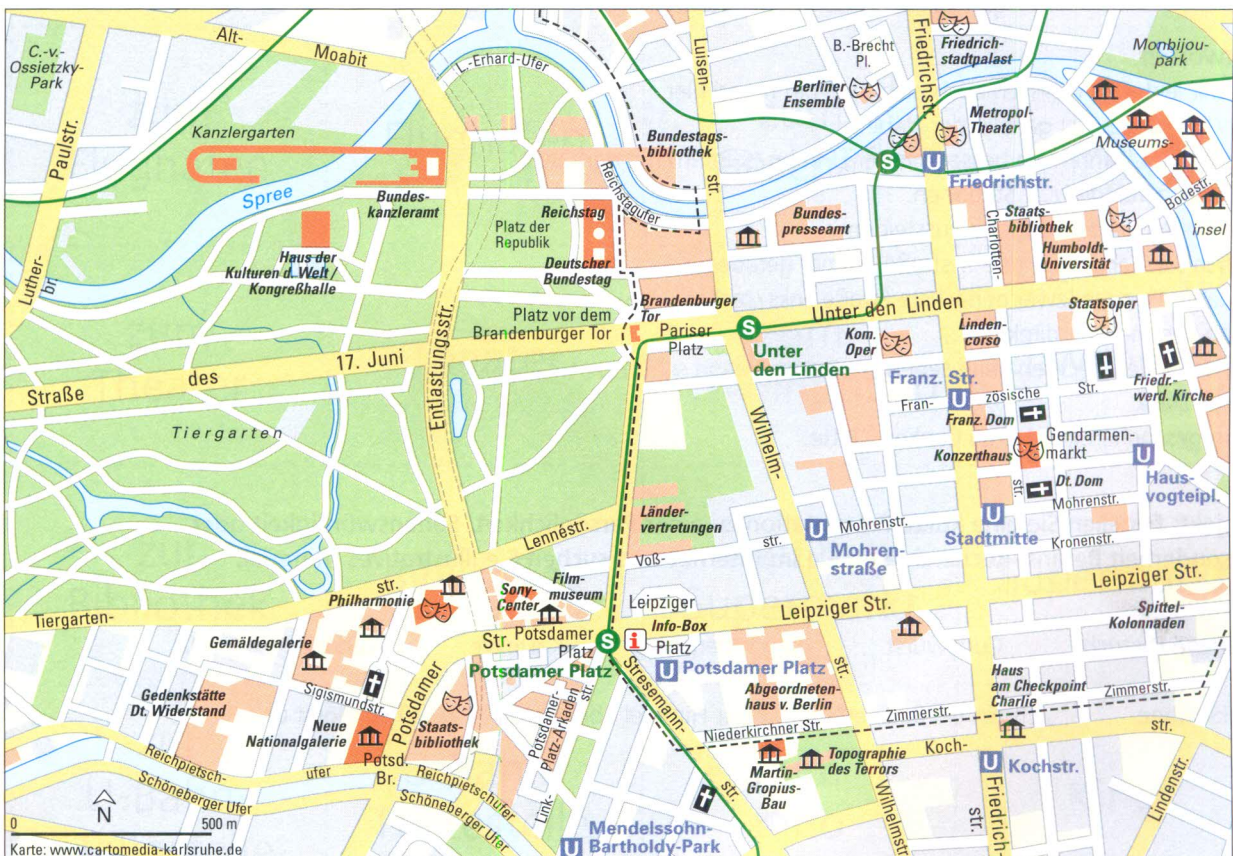 C.-v.-
Ossietzky-
Park
Paulstr.
Alt-
Moabit
L.-Erhard-Ufer
Luisen-
str.
B.-Brecht
Pl.
Berliner
Ensemble
Friedrichstr.
Friedrich-
stadtpalast
Monbijou-
park
Metropol-
Theater
Museums-
insel
Bodestr.
Kanzlergarten
Spree
Bundes-
kanzleramt
Bundestags-
bibliothek
Reichstagufer
Reichstag
Platz der
Republik
Deutscher
Bundestag
Haus der
Kulturen d. Welt /
Kongreßhalle
Luther-
br.
S
U
Friedrichstr.
Bundes-
presseamt
Charlotten-
str.
Staats-
bibliothek
Humboldt-
Universität
Brandenburger
Tor
Platz vor dem
Brandenburger Tor
Pariser
Platz
S
Unter
den Linden
Unter den Linden
Staatsoper
Kom.
Oper
Linden-
corso
Straße des 17. Juni
Entlastungsstr.
Tiergarten
Wilhelm-
str.
Franz. Str.
U
Fran-
zösische
Str.
Friedr.-
werd. Kirche
Franz. Dom
Konzerthaus
Gendarmen-
markt
Dt. Dom
U
Haus-
vogteipl.
Länder-
vertretungen
Lennéstr.
Voß-
str.
Mohrenstr.
U
Mohren-
straße
U
Stadtmitte
Mohrenstr.
Kronenstr.
Leipziger Str.
Leipziger Str.
Tiergarten-
str.
Philharmonie
Sony-
Center
Film-
museum
Leipziger
Platz
Info-Box
i
Spittel-
Kolonnaden
Gemäldegalerie
Potsdamer
Str.
Potsdamer
Platz
S
Potsdamer Platz
U
Potsdamer Platz
Stresemann-
str.
Abgeordneten-
haus v. Berlin
Haus
am Checkpoint
Charlie
Zimmerstr.
Zimmerstr.
Niederkirchner Str.
Sigismundstr.
Gedenkstätte
Dt. Widerstand
Neue
Nationalgalerie
Staats-
bibliothek
Potsdamer-
Platz-Arkaden
Link-
str.
Martin-
Gropius-
Bau
Topographie
des Terrors
Koch-
str.
U
Kochstr.
Wilhelmstr.
Friedrich-
str.
Lindenstr.
Reichpietsch-
ufer
Schöneberger Ufer
Potsd.
Br.
Reichpietschufer
Schöneberger Ufer
U
Mendelssohn-
Bartholdy-Park
N
0 500 m
Karte: www.cartomedia-karlsruhe.de